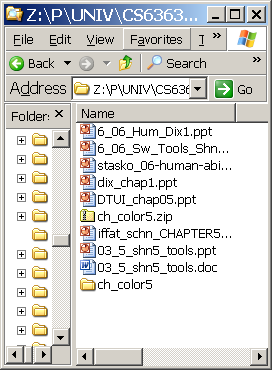 Z:\P\UNIV\CS6363...
File Edit View Favorites T
Back Search
Address Z:\P\UNIV\CS636 Go
Folders Name
6_06_Hum_Dix1.ppt
6_06_Sw_Tools_Shn...
stasko_06-human-abi...
dix_chap1.ppt
DTUI_chap05.ppt
ch_color5.zip
iffat_schn_CHAPTER5...
03_5_shn5_tools.ppt
03_5_shn5_tools.doc
ch_color5